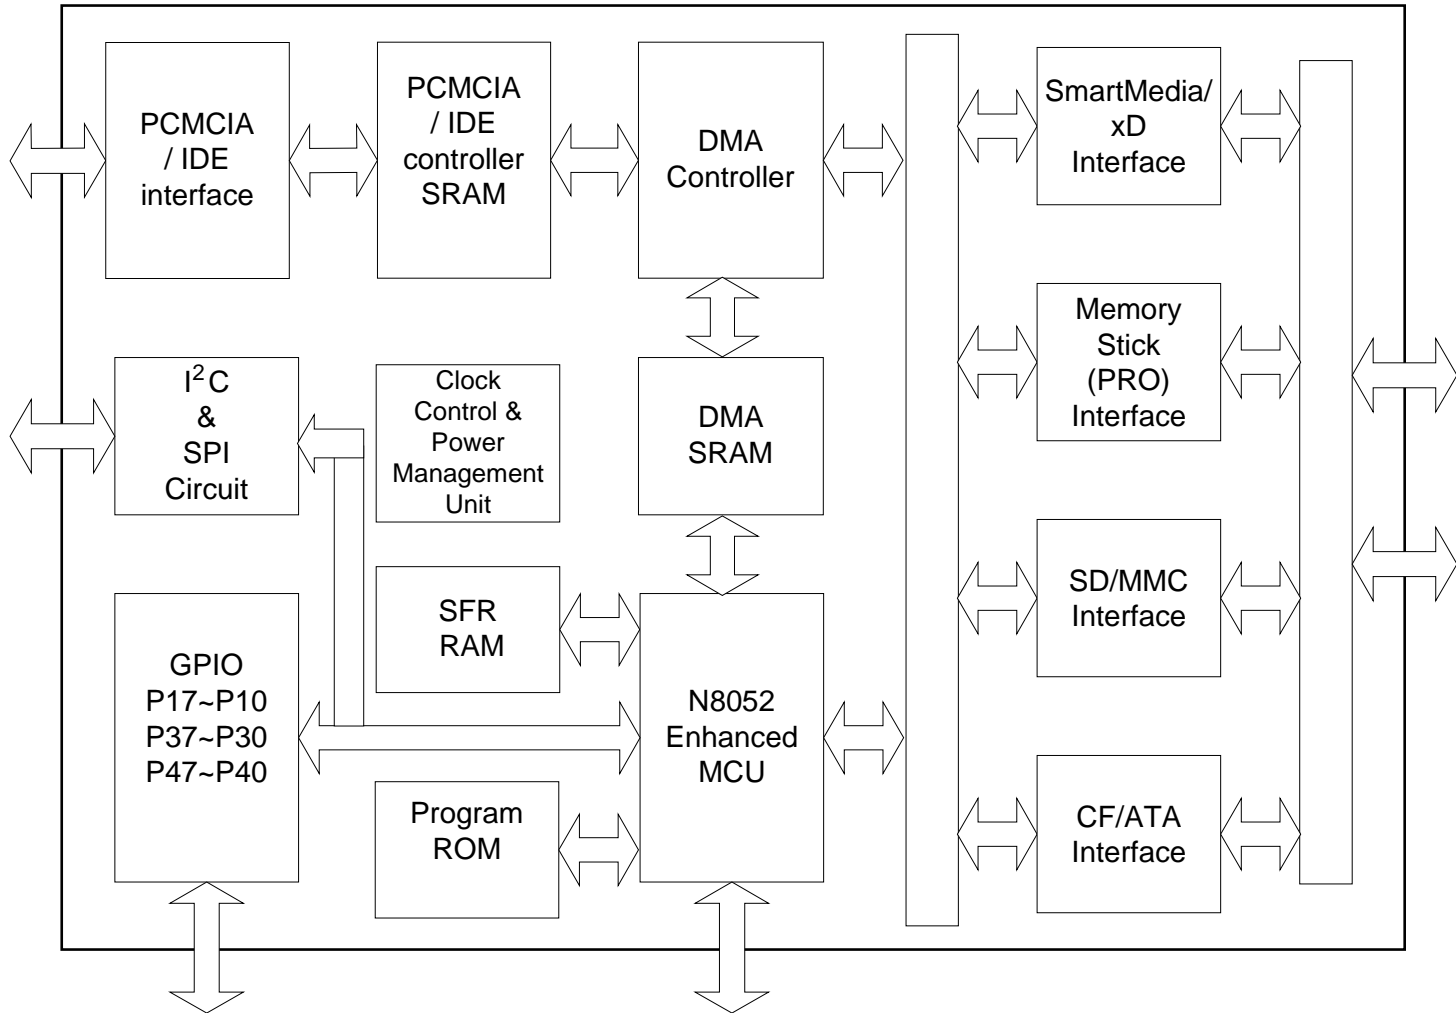 PCMCIA
/ IDE
interface
PCMCIA
/ IDE
controller
SRAM
DMA
Controller
SmartMedia/
xD
Interface
I²C
&
SPI
Circuit
Clock
Control &
Power
Management
Unit
DMA
SRAM
Memory
Stick
(PRO)
Interface
GPIO
P17~P10
P37~P30
P47~P40
SFR
RAM
Program
ROM
N8052
Enhanced
MCU
SD/MMC
Interface
CF/ATA
Interface